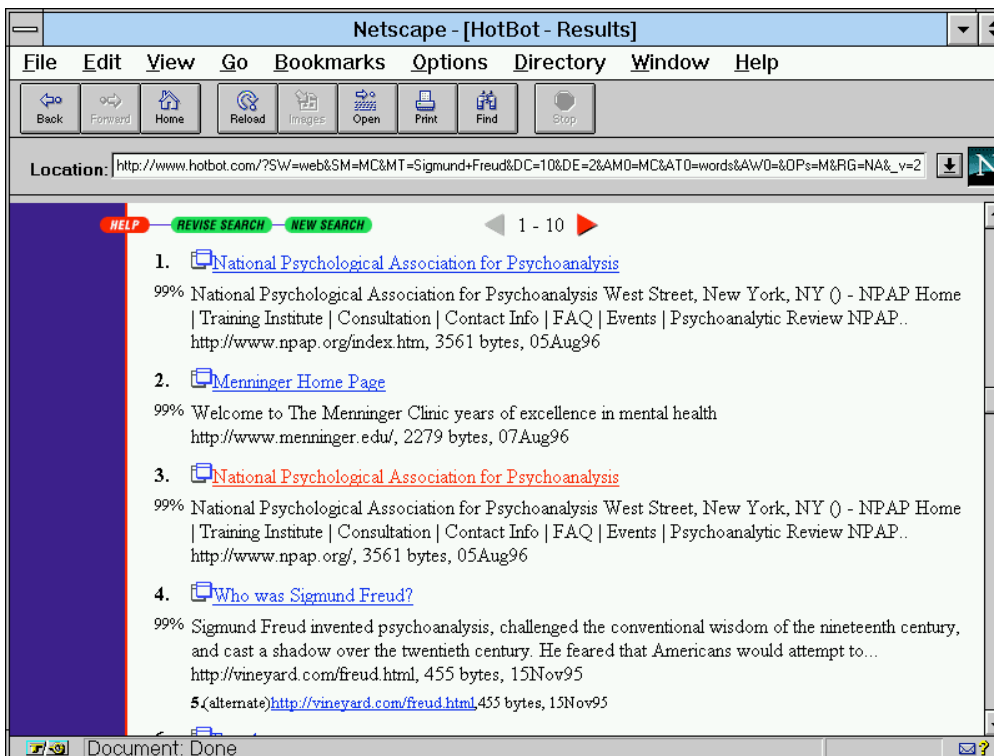 Netscape - [HotBot - Results]
File Edit View Go Bookmarks Options Directory Window Help
Back Forward Home Reload Images Open Print Find Stop
Location: http://www.hotbot.com/?SW=web&SM=MC&MT=Sigmund+Freud&DC=10&DE=2&AM0=MC&AT0=words&AW0=&OPs=M&RG=NA&_v=2
N
HELP REVISE SEARCH NEW SEARCH 1 - 10
1. National Psychological Association for Psychoanalysis
99% National Psychological Association for Psychoanalysis West Street, New York, NY () - NPAP Home
| Training Institute | Consultation | Contact Info | FAQ | Events | Psychoanalytic Review NPAP..
http://www.npap.org/index.htm, 3561 bytes, 05Aug96
2. Menninger Home Page
99% Welcome to The Menninger Clinic years of excellence in mental health
http://www.menninger.edu/, 2279 bytes, 07Aug96
3. National Psychological Association for Psychoanalysis
99% National Psychological Association for Psychoanalysis West Street, New York, NY () - NPAP Home
| Training Institute | Consultation | Contact Info | FAQ | Events | Psychoanalytic Review NPAP..
http://www.npap.org/, 3561 bytes, 05Aug96
4. Who was Sigmund Freud?
99% Sigmund Freud invented psychoanalysis, challenged the conventional wisdom of the nineteenth century,
and cast a shadow over the twentieth century. He feared that Americans would attempt to...
http://vineyard.com/freud.html, 455 bytes, 15Nov95
5.(alternate)http://vineyard.com/freud.html,455 bytes, 15Nov95
Document: Done